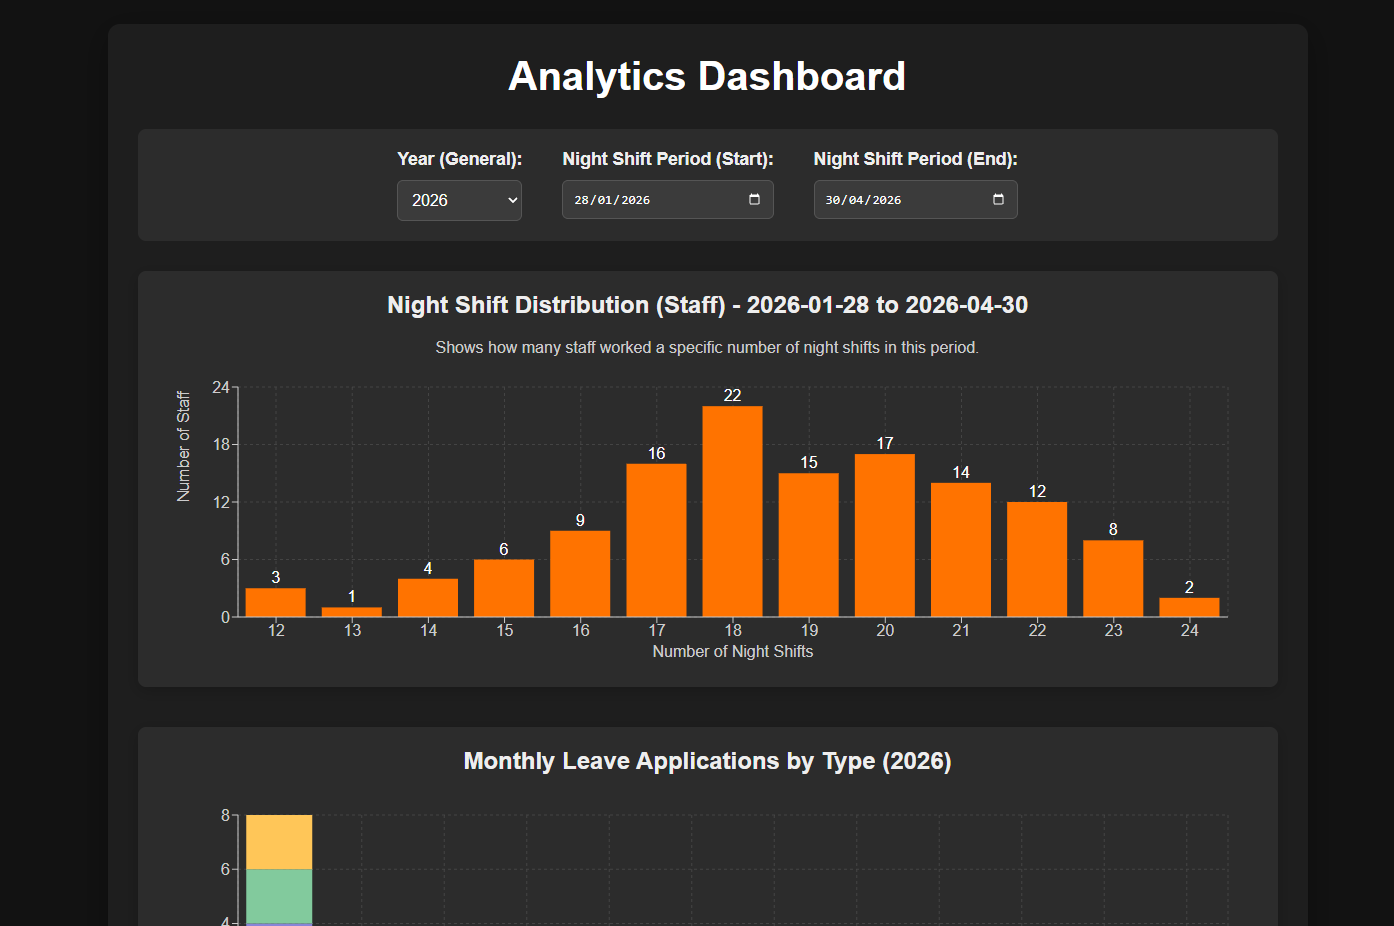 Analytics Dashboard
Year (General): Night Shift Period (Start): Night Shift Period (End):
2026 28/01/2026 30/04/2026
Night Shift Distribution (Staff) - 2026-01-28 to 2026-04-30
Shows how many staff worked a specific number of night shifts in this period.
Number of Staff
24
18
12
6
0
3 1 4 6 9 16 22 15 17 14 12 8 2
12 13 14 15 16 17 18 19 20 21 22 23 24
Number of Night Shifts
Monthly Leave Applications by Type (2026)
8
6
4